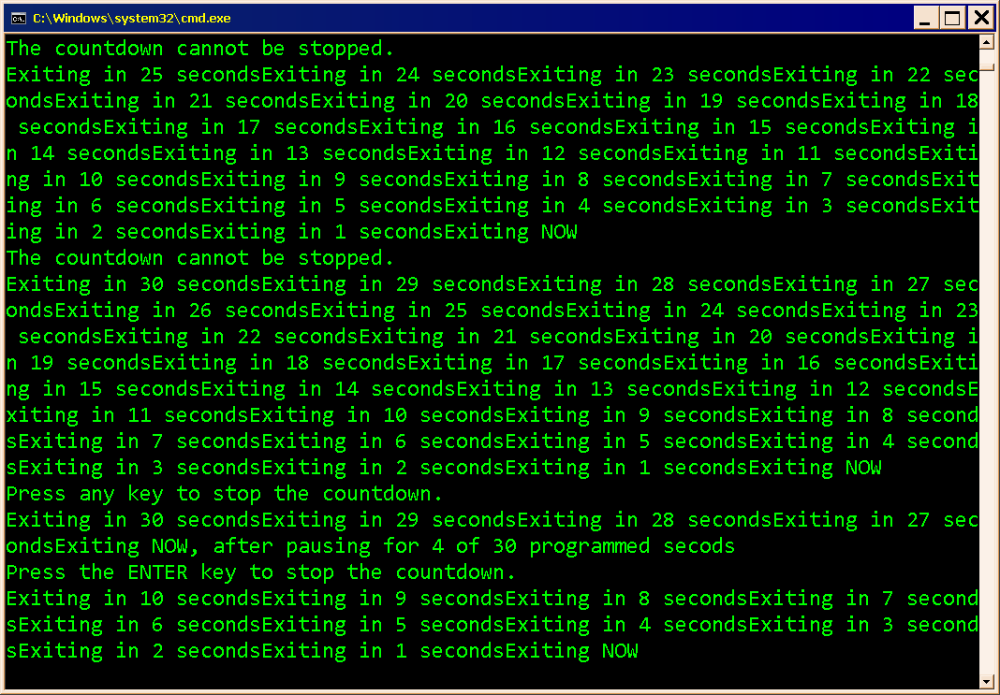 C:\Windows\system32\cmd.exe
The countdown cannot be stopped.
Exiting in 25 secondsExiting in 24 secondsExiting in 23 secondsExiting in 22 sec
ondsExiting in 21 secondsExiting in 20 secondsExiting in 19 secondsExiting in 18
 secondsExiting in 17 secondsExiting in 16 secondsExiting in 15 secondsExiting i
n 14 secondsExiting in 13 secondsExiting in 12 secondsExiting in 11 secondsExiti
ng in 10 secondsExiting in 9 secondsExiting in 8 secondsExiting in 7 secondsExit
ing in 6 secondsExiting in 5 secondsExiting in 4 secondsExiting in 3 secondsExit
ing in 2 secondsExiting in 1 secondsExiting NOW
The countdown cannot be stopped.
Exiting in 30 secondsExiting in 29 secondsExiting in 28 secondsExiting in 27 sec
ondsExiting in 26 secondsExiting in 25 secondsExiting in 24 secondsExiting in 23
 secondsExiting in 22 secondsExiting in 21 secondsExiting in 20 secondsExiting i
n 19 secondsExiting in 18 secondsExiting in 17 secondsExiting in 16 secondsExiti
ng in 15 secondsExiting in 14 secondsExiting in 13 secondsExiting in 12 secondsE
xiting in 11 secondsExiting in 10 secondsExiting in 9 secondsExiting in 8 second
sExiting in 7 secondsExiting in 6 secondsExiting in 5 secondsExiting in 4 second
sExiting in 3 secondsExiting in 2 secondsExiting in 1 secondsExiting NOW
Press any key to stop the countdown.
Exiting in 30 secondsExiting in 29 secondsExiting in 28 secondsExiting in 27 sec
ondsExiting NOW, after pausing for 4 of 30 programmed secods
Press the ENTER key to stop the countdown.
Exiting in 10 secondsExiting in 9 secondsExiting in 8 secondsExiting in 7 second
sExiting in 6 secondsExiting in 5 secondsExiting in 4 secondsExiting in 3 second
sExiting in 2 secondsExiting in 1 secondsExiting NOW